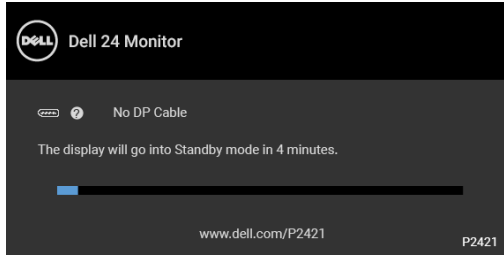 DELL
Dell 24 Monitor
? No DP Cable
The display will go into Standby mode in 4 minutes.
www.dell.com/P2421
P2421